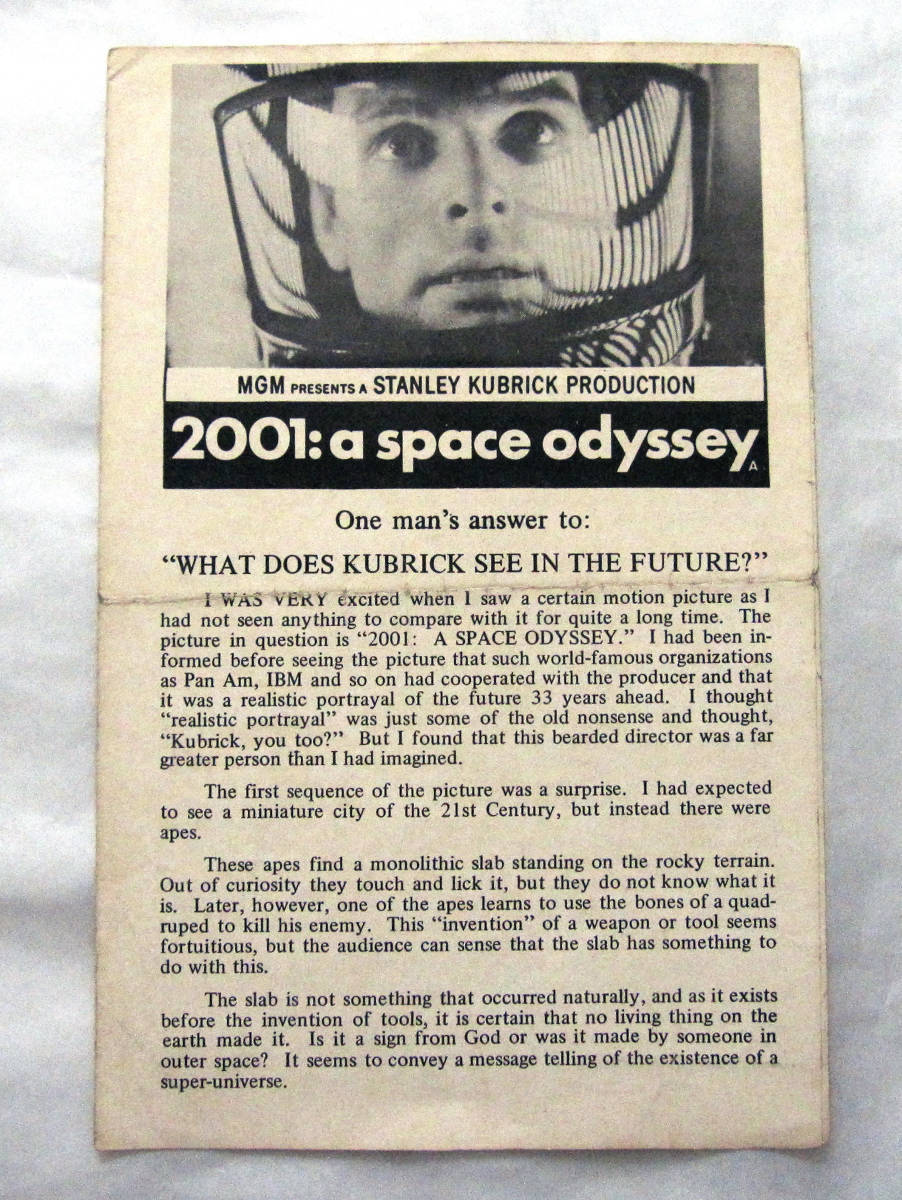 MGM PRESENTS A STANLEY KUBRICK PRODUCTION
2001: a space odyssey
A
One man's answer to:
“WHAT DOES KUBRICK SEE IN THE FUTURE?”
I WAS VERY excited when I saw a certain motion picture as I
had not seen anything to compare with it for quite a long time. The
picture in question is “2001: A SPACE ODYSSEY.” I had been in-
formed before seeing the picture that such world-famous organizations
as Pan Am, IBM and so on had cooperated with the producer and that
it was a realistic portrayal of the future 33 years ahead. I thought
“realistic portrayal” was just some of the old nonsense and thought,
“Kubrick, you too?” But I found that this bearded director was a far
greater person than I had imagined.
The first sequence of the picture was a surprise. I had expected
to see a miniature city of the 21st Century, but instead there were
apes.
These apes find a monolithic slab standing on the rocky terrain.
Out of curiosity they touch and lick it, but they do not know what it
is. Later, however, one of the apes learns to use the bones of a quad-
ruped to kill his enemy. This “invention” of a weapon or tool seems
fortuitous, but the audience can sense that the slab has something to
do with this.
The slab is not something that occurred naturally, and as it exists
before the invention of tools, it is certain that no living thing on the
earth made it. Is it a sign from God or was it made by someone in
outer space? It seems to convey a message telling of the existence of a
super-universe.